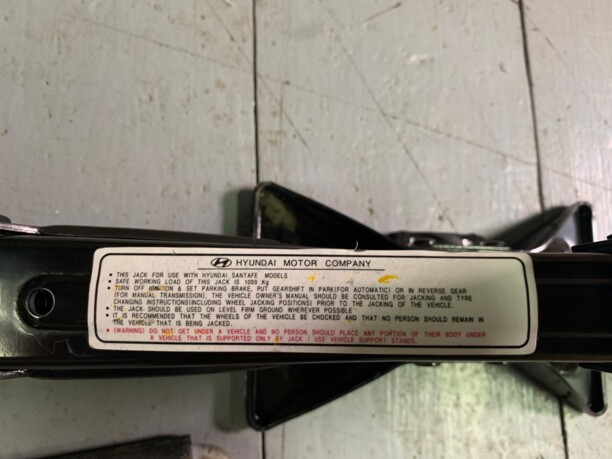 HYUNDAI MOTOR COMPANY
• THIS JACK FOR USE WITH HYUNDAI SANTAFE MODELS
• SAFE WORKING LOAD OF THIS JACK IS 1000 Kg
• TURN OFF IGNITION & SET PARKING BRAKE, PUT GEARSHIFT IN PARK(FOR AUTOMATIC) OR IN REVERSE GEAR
(FOR MANUAL TRANSMISSION), THE VEHICLE OWNER'S MANUAL SHOULD BE CONSULTED FOR JACKING AND TYRE
CHANGING INSTRUCTIONS(INCLUDING WHEEL JACKING POSITIONS) PRIOR TO THE JACKING OF THE VEHICLE.
• THE JACK SHOULD BE USED ON LEVEL FIRM GROUND WHEREVER POSSIBLE
• IT IS RECOMMENDED THAT THE WHEELS OF THE VEHICLE BE CHOCKED AND THAT NO PERSON SHOULD REMAIN IN
THE VEHICLE THAT IS BEING JACKED.
• (WARNING) DO NOT GET UNDER A VEHICLE AND NO PERSON SHOULD PLACE ANY PORTION OF THEIR BODY UNDER
A VEHICLE THAT IS SUPPORTED ONLY BY JACK ! USE VEHICLE SUPPORT STANDS.